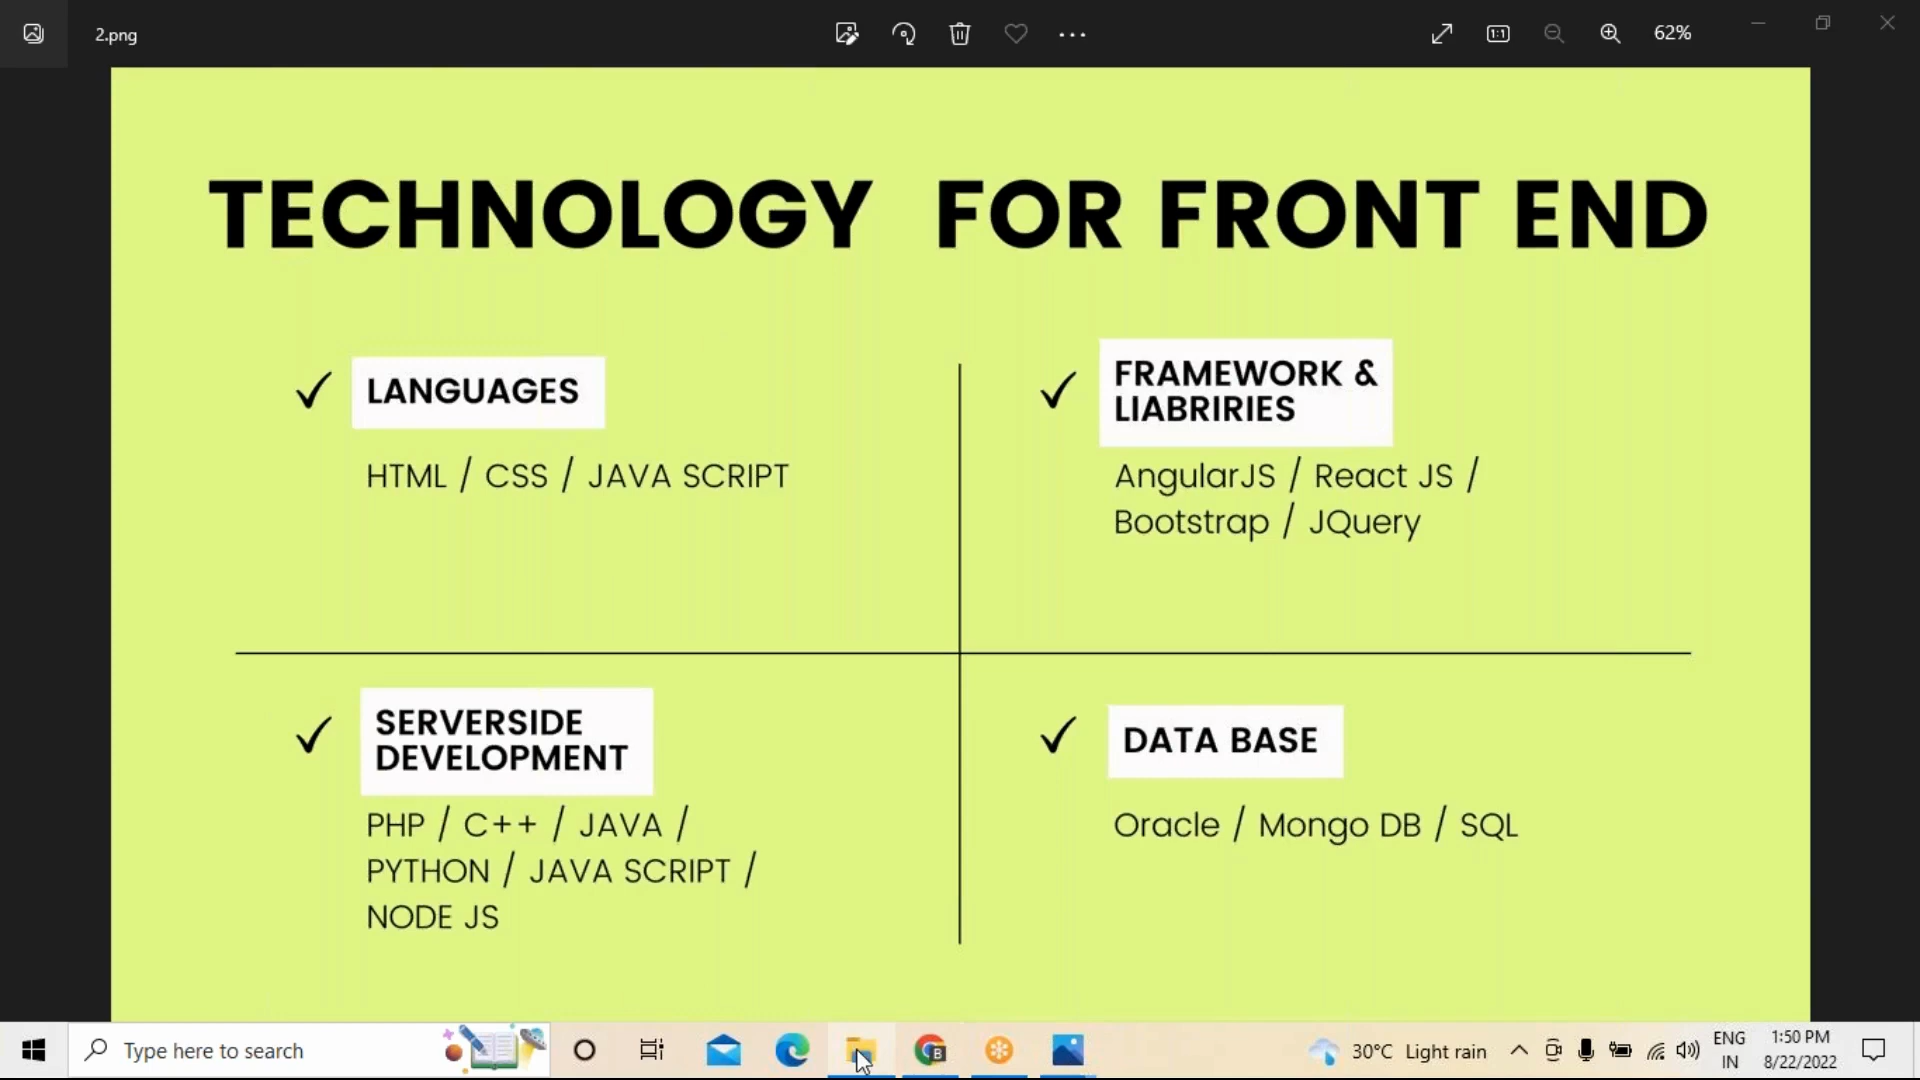 2.png
62%
TECHNOLOGY FOR FRONT END
LANGUAGES
HTML / CSS / JAVA SCRIPT
FRAMEWORK &
LIABRIRIES
AngularJS / React JS /
Bootstrap / JQuery
SERVERSIDE
DEVELOPMENT
PHP / C++ / JAVA /
PYTHON / JAVA SCRIPT /
NODE JS
DATA BASE
Oracle / Mongo DB / SQL
Type here to search
B
30°C Light rain
ENG
IN
1:50 PM
8/22/2022